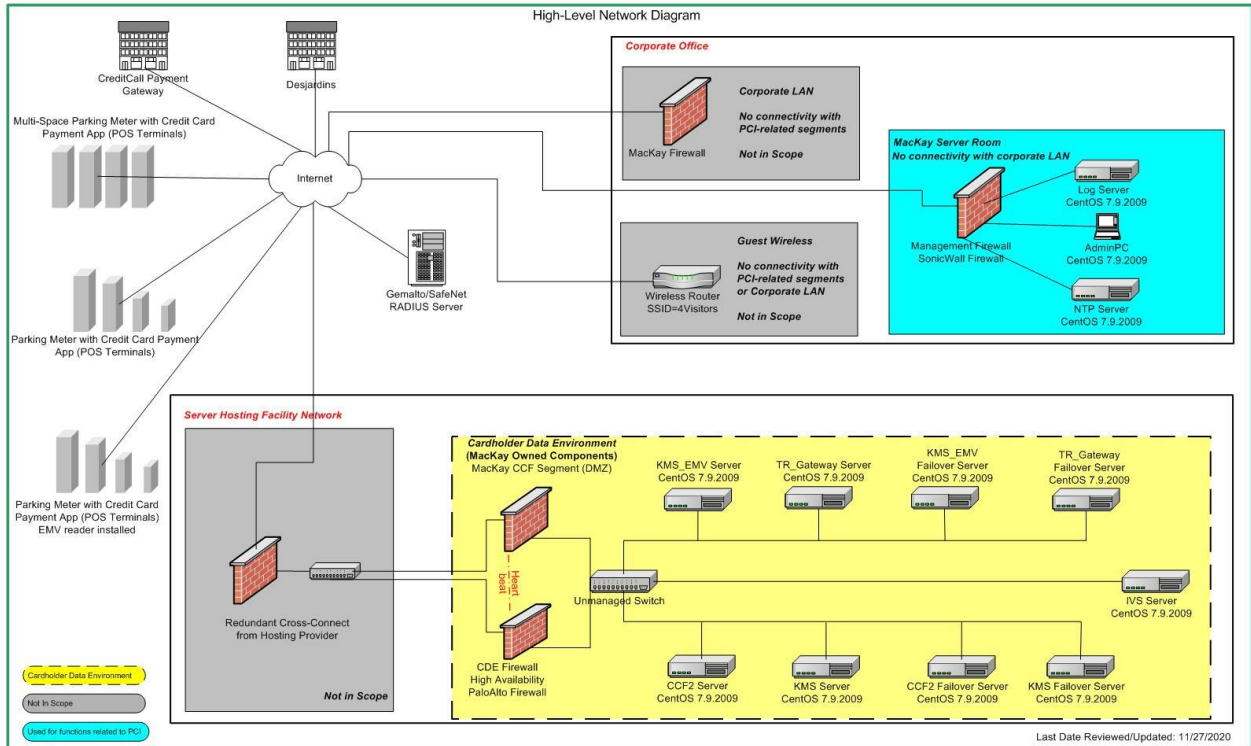 High-Level Network Diagram
CreditCall Payment
Gateway
Desjardins
Multi-Space Parking Meter with Credit Card
Payment App (POS Terminals)
Internet
Gemalto/SafeNet
RADIUS Server
Parking Meter with Credit Card Payment
App (POS Terminals)
Parking Meter with Credit Card
Payment App (POS Terminals)
EMV reader installed
Corporate Office
MacKay Firewall
Corporate LAN
No connectivity with
PCI-related segments
Not in Scope
Wireless Router
SSID=4Visitors
Guest Wireless
No connectivity with
PCI-related segments
or Corporate LAN
Not in Scope
MacKay Server Room
No connectivity with corporate LAN
Management Firewall
SonicWall Firewall
Log Server
CentOS 7.9.2009
AdminPC
CentOS 7.9.2009
NTP Server
CentOS 7.9.2009
Server Hosting Facility Network
Redundant Cross-Connect
from Hosting Provider
Not in Scope
Cardholder Data Environment
(MacKay Owned Components)
MacKay CCF Segment (DMZ)
Heart
beat
CDE Firewall
High Availability
PaloAlto Firewall
Unmanaged Switch
KMS_EMV Server
CentOS 7.9.2009
TR_Gateway Server
CentOS 7.9.2009
KMS_EMV
Failover Server
CentOS 7.9.2009
TR_Gateway
Failover Server
CentOS 7.9.2009
IVS Server
CentOS 7.9.2009
CCF2 Server
CentOS 7.9.2009
KMS Server
CentOS 7.9.2009
CCF2 Failover Server
CentOS 7.9.2009
KMS Failover Server
CentOS 7.9.2009
Cardholder Data Environment
Not In Scope
Used for functions related to PCI
Last Date Reviewed/Updated: 11/27/2020